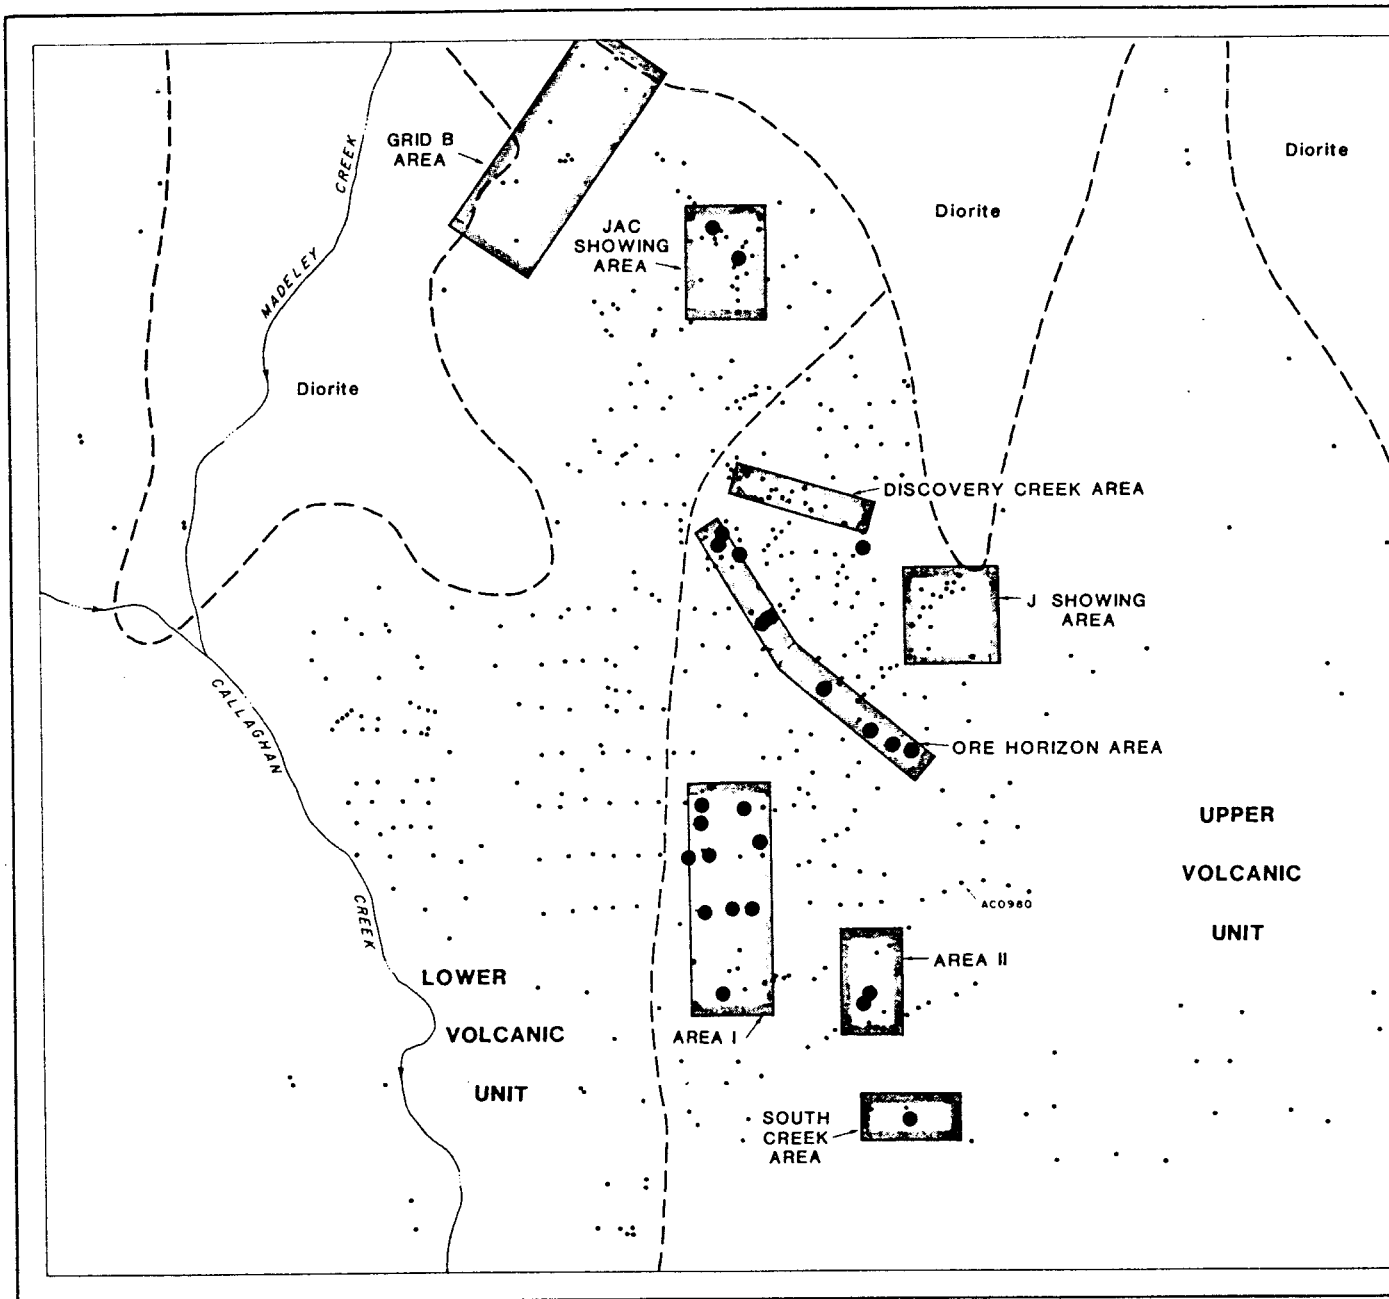 GRID B
AREA
CREEK
MADELEY
Diorite
Diorite
JAC
SHOWING
AREA
Diorite
DISCOVERY CREEK AREA
J SHOWING
AREA
CALLAGHAN
CREEK
ORE HORIZON AREA
UPPER
VOLCANIC
UNIT
AC0980
LOWER
VOLCANIC
UNIT
AREA II
AREA I
SOUTH
CREEK
AREA